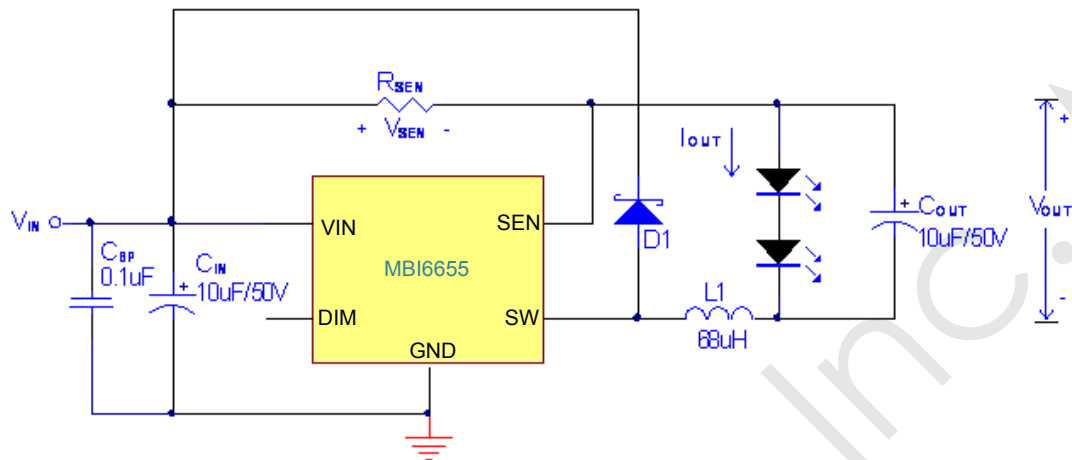 RSEN
+ VSEN -
IOUT
+
VIN
VIN
SEN
D1
+ COUT
10uF/50V
VOUT
CBP
0.1uF
CIN
+ 10uF/50V
MBI6655
L1
68uH
-
DIM
SW
GND
Inc.